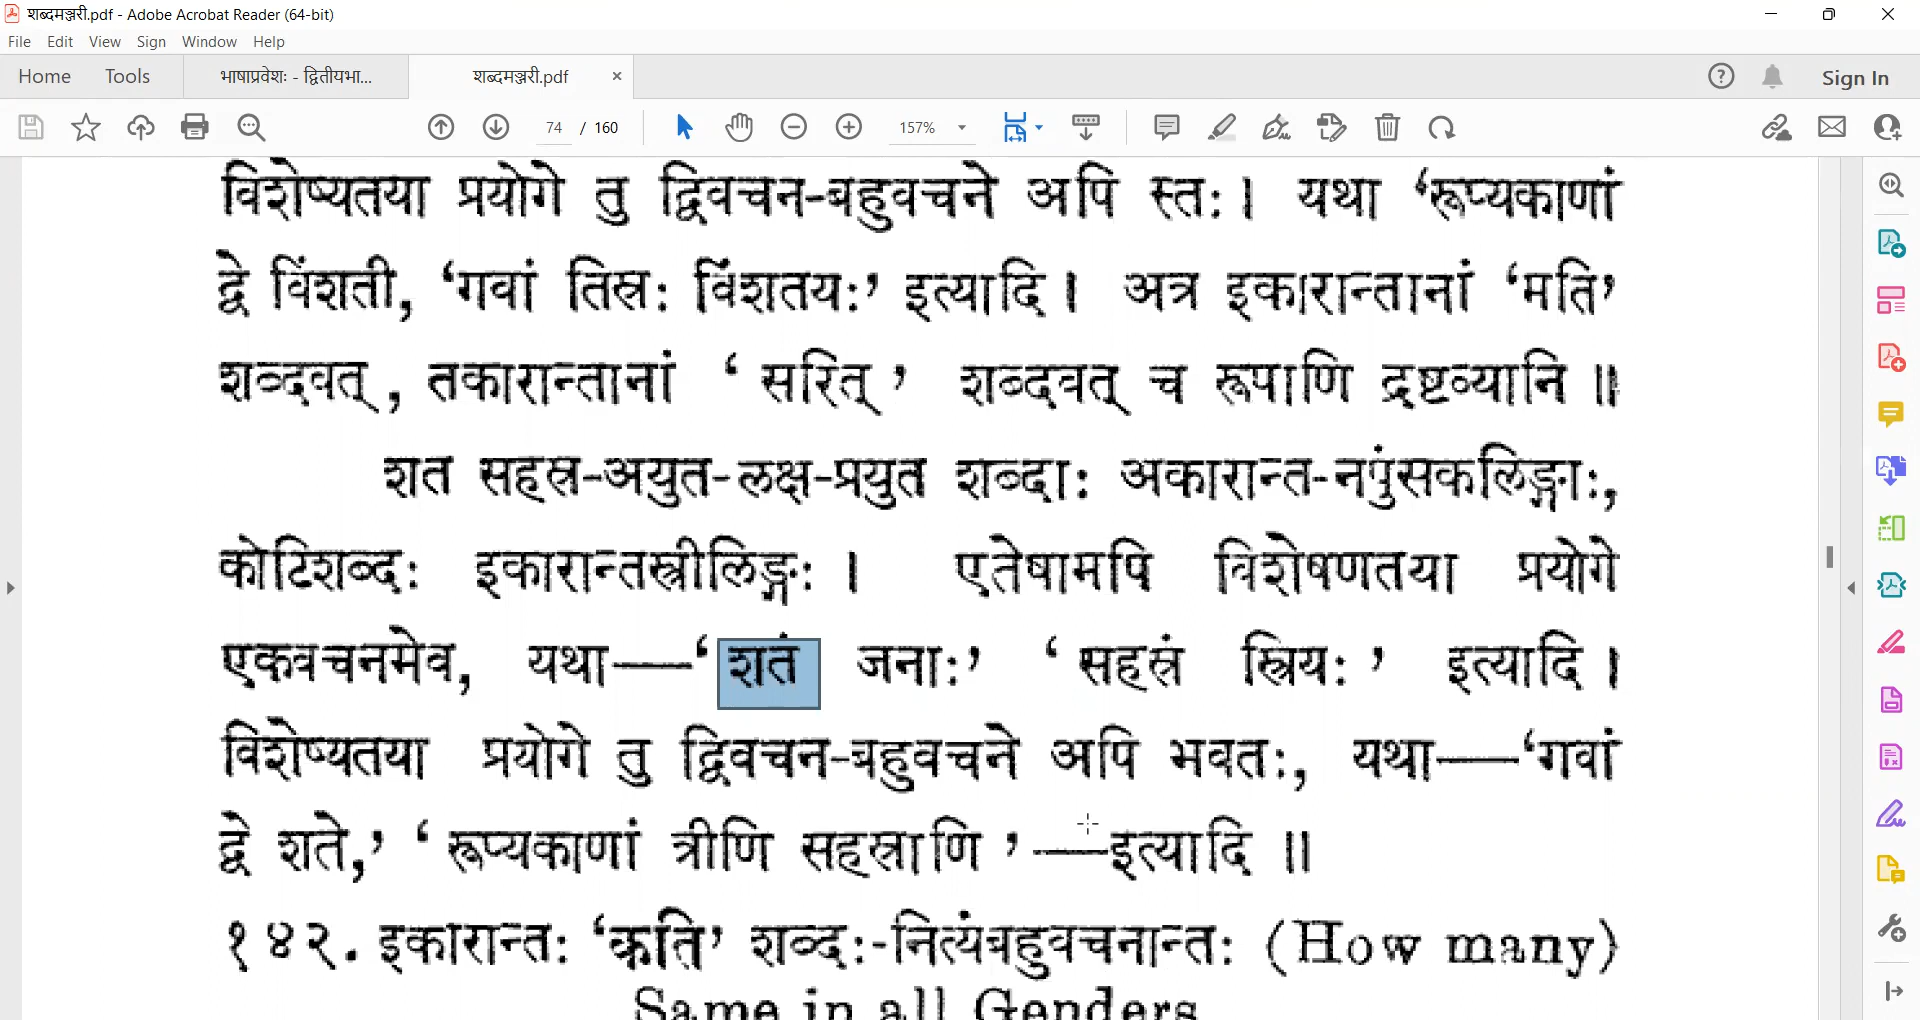 शब्दमञ्जरी.pdf - Adobe Acrobat Reader (64-bit)
File Edit View Sign Window Help
Home Tools भाषाप्रवेशः - द्वितीयभा... शब्दमञ्जरी.pdf × Sign In
74 / 160 157%
विशेष्यतया प्रयोगे तु द्विवचन-बहुवचने अपि स्तः। यथा ‘रूप्यकाणां
द्वे विंशती, ‘गवां तिस्रः विंशतयः’ इत्यादि। अत्र इकारान्तानां ‘मति’
शब्दवत्, तकारान्तानां ‘ सरित् ’ शब्दवत् च रूपाणि द्रष्टव्यानि ॥
शत सहस्र-अयुत-लक्ष-प्रयुत शब्दाः अकारान्त-नपुंसकलिङ्गाः,
कोटिशब्दः इकारान्तस्त्रीलिङ्गः । एतेषामपि विशेषणतया प्रयोगे
एकवचनमेव, यथा—‘ शतं जनाः’ ‘ सहस्रं स्त्रियः ’ इत्यादि ।
विशेष्यतया प्रयोगे तु द्विवचन-बहुवचने अपि भवतः, यथा—‘गवां
द्वे शते,’ ‘ रूप्यकाणां त्रीणि सहस्राणि ’—इत्यादि ॥
१४२. इकारान्तः ‘कति’ शब्दः-नित्यंबहुवचनान्तः (How many)
Same in all Genders